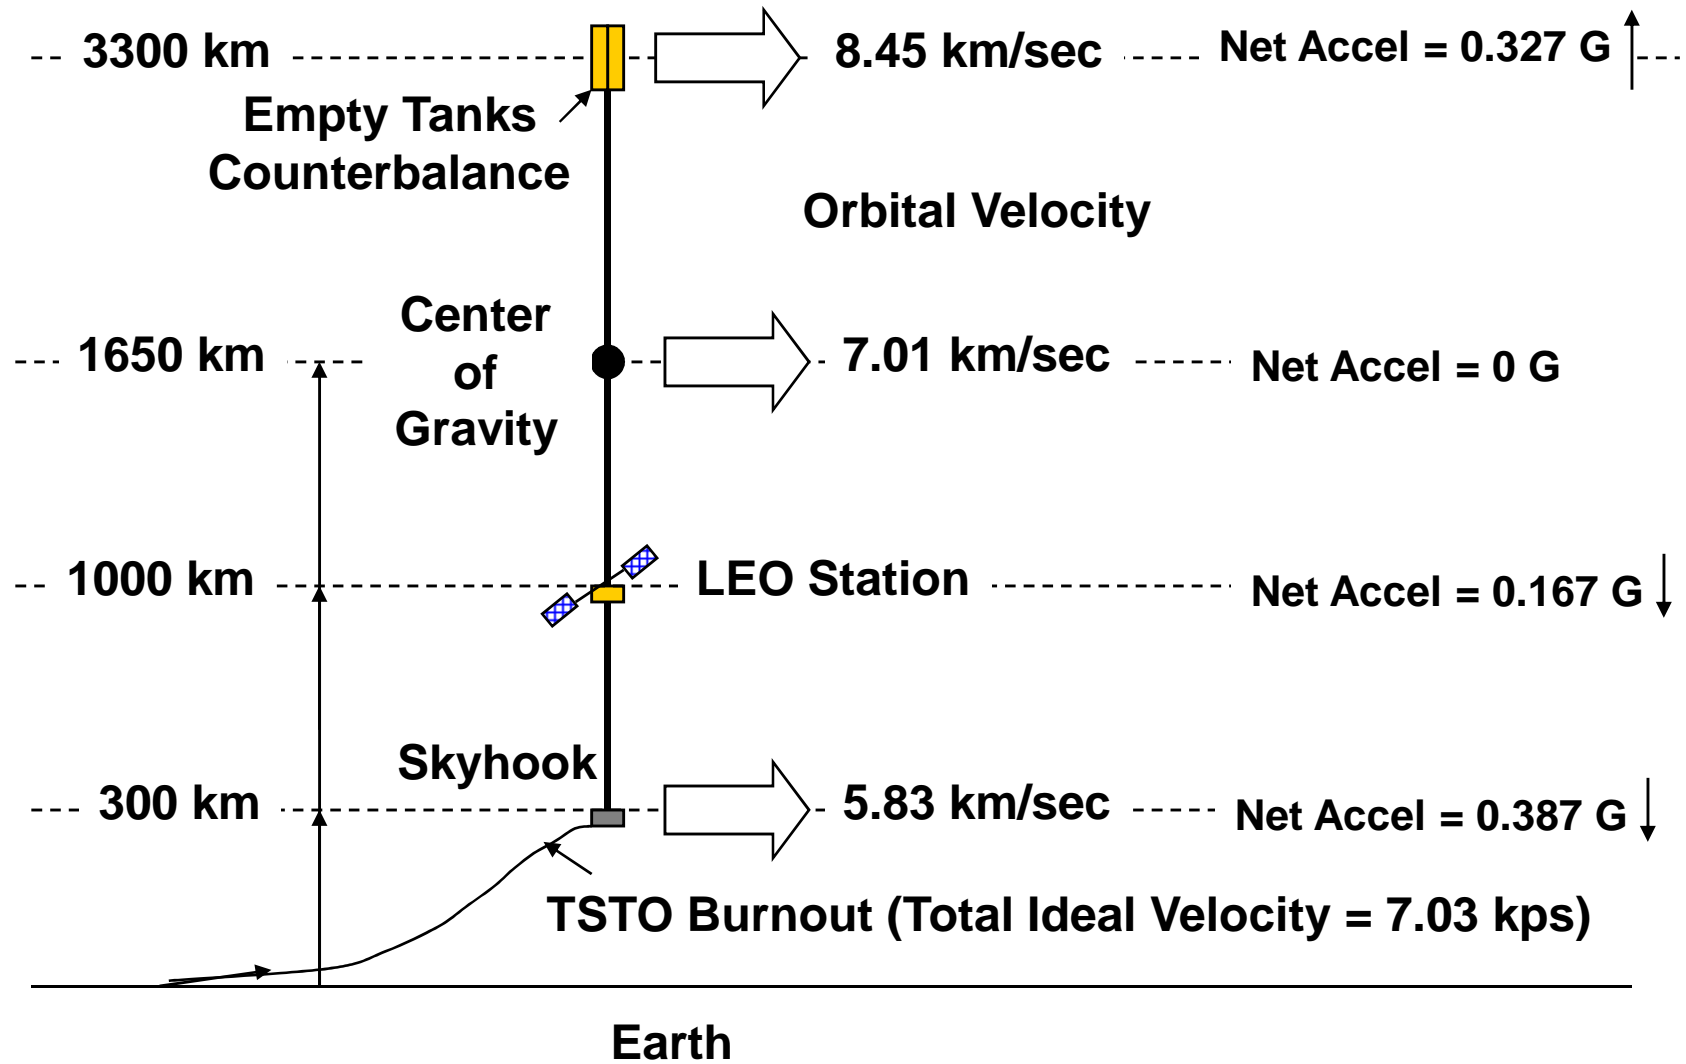 3300 km
8.45 km/sec
Net Accel = 0.327 G
Empty Tanks
Counterbalance
Orbital Velocity
Center
of
Gravity
1650 km
7.01 km/sec
Net Accel = 0 G
1000 km
LEO Station
Net Accel = 0.167 G
Skyhook
300 km
5.83 km/sec
Net Accel = 0.387 G
TSTO Burnout (Total Ideal Velocity = 7.03 kps)
Earth